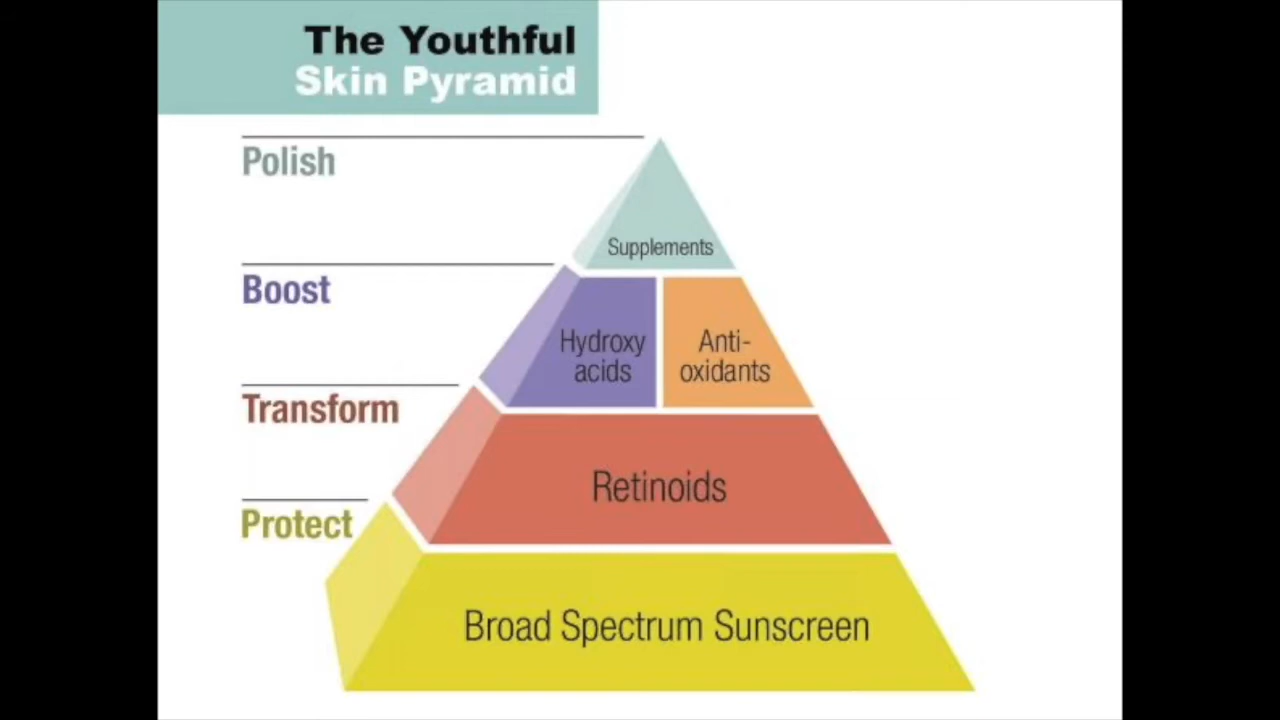 The Youthful
Skin Pyramid
Polish
Supplements
Boost
Hydroxy
acids
Anti-
oxidants
Transform
Retinoids
Protect
Broad Spectrum Sunscreen